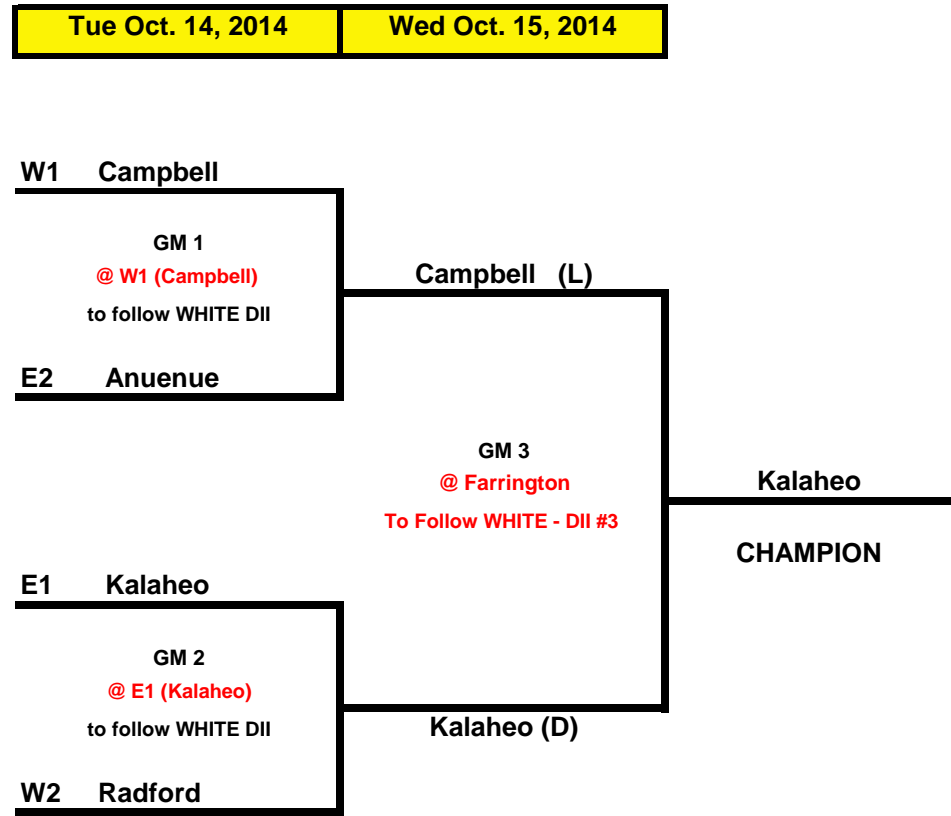 Tue Oct. 14, 2014 Wed Oct. 15, 2014
W1 Campbell
GM 1
@ W1 (Campbell)
to follow WHITE DII
Campbell (L)
E2 Anuenue
GM 3
@ Farrington
To Follow WHITE - DII #3
Kalaheo
CHAMPION
E1 Kalaheo
GM 2
@ E1 (Kalaheo)
to follow WHITE DII
Kalaheo (D)
W2 Radford